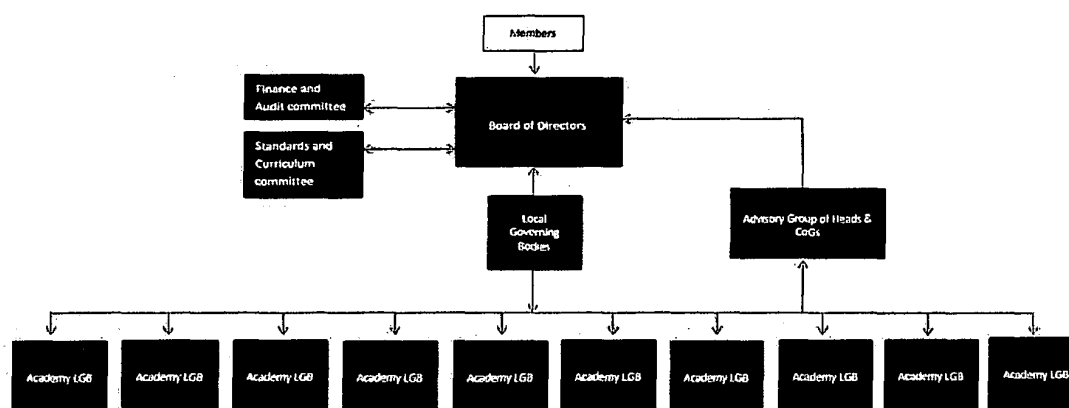 Members
Finance and
Audit committee
Board of Directors
Standards and
Curriculum
committee
Local
Governing
Bodies
Advisory Group of Heads &
CoGs
Academy LGB
Academy LGB
Academy LGB
Academy LGB
Academy LGB
Academy LGB
Academy LGB
Academy LGB
Academy LGB
Academy LGB